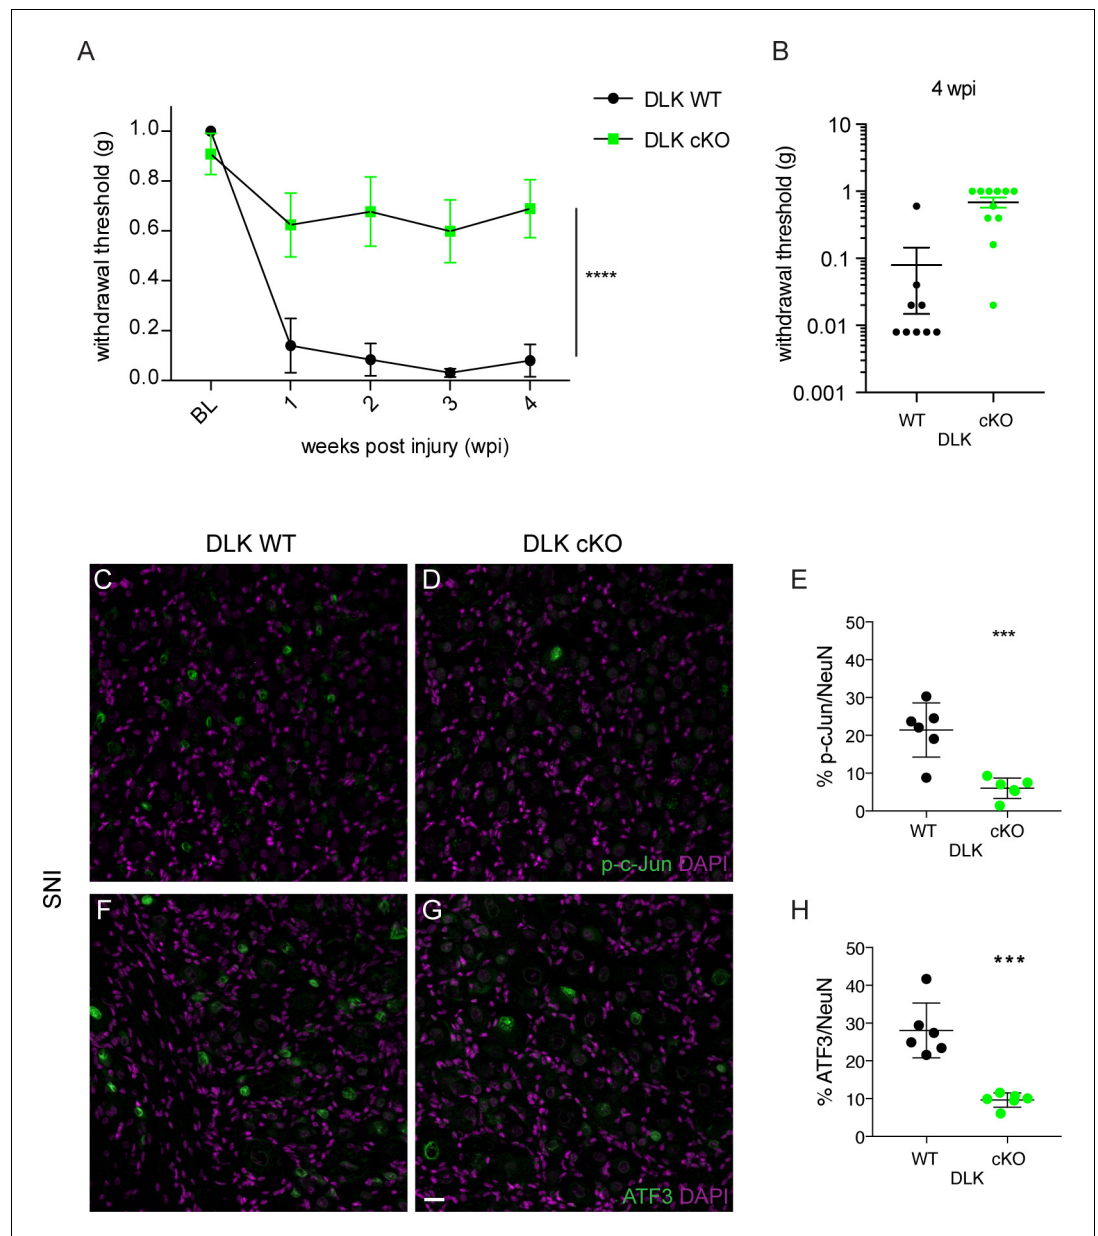 A
DLK WT
DLK cKO
withdrawal threshold (g)
1.0
0.8
0.6
0.4
0.2
0.0
****
BL
1
2
3
4
weeks post injury (wpi)
B
4 wpi
withdrawal threshold (g)
10
1
0.1
0.01
0.001
WT
cKO
DLK
DLK WT
DLK cKO
SNI
C
D
p-c-Jun DAPI
E
% p-cJun/NeuN
50
40
30
20
10
0
***
WT
cKO
DLK
F
G
ATF3 DAPI
H
% ATF3/NeuN
50
40
30
20
10
0
***
WT
cKO
DLK